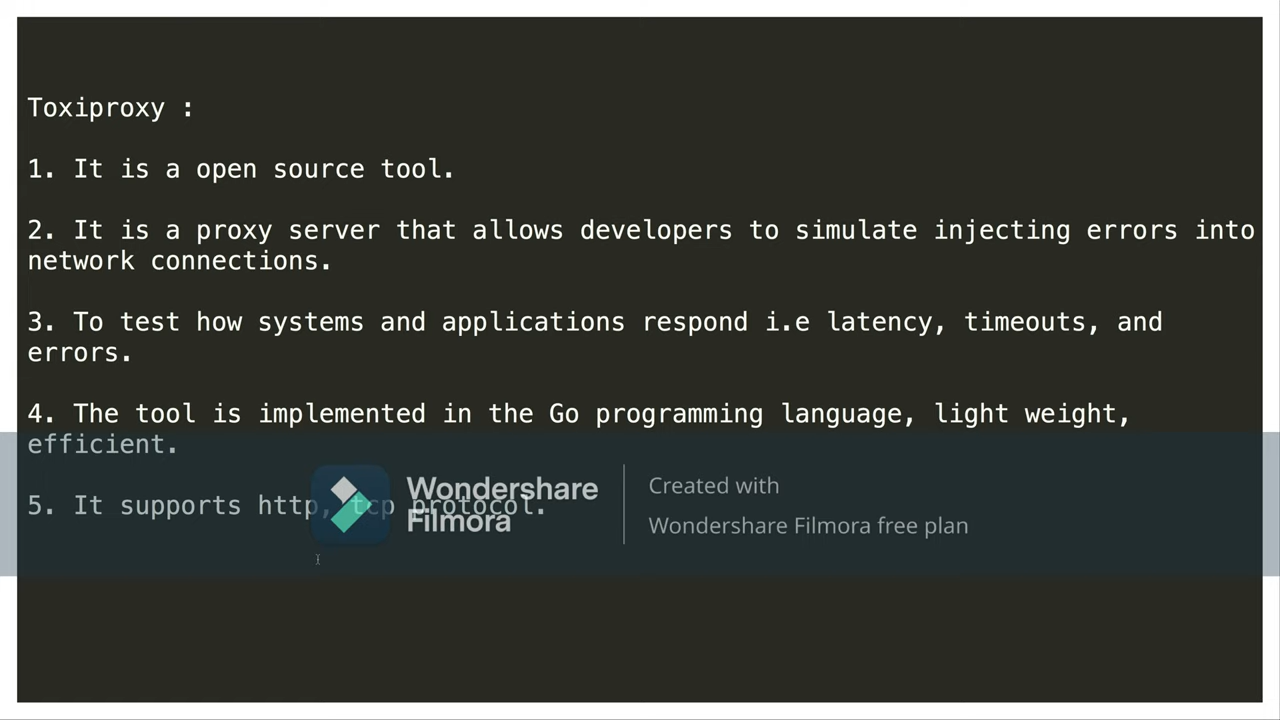 Toxiproxy :
1. It is a open source tool.
2. It is a proxy server that allows developers to simulate injecting errors into
network connections.
3. To test how systems and applications respond i.e latency, timeouts, and
errors.
4. The tool is implemented in the Go programming language, light weight,
efficient.
5. It supports http, tcp protocol.
Wondershare
Filmora
Created with
Wondershare Filmora free plan